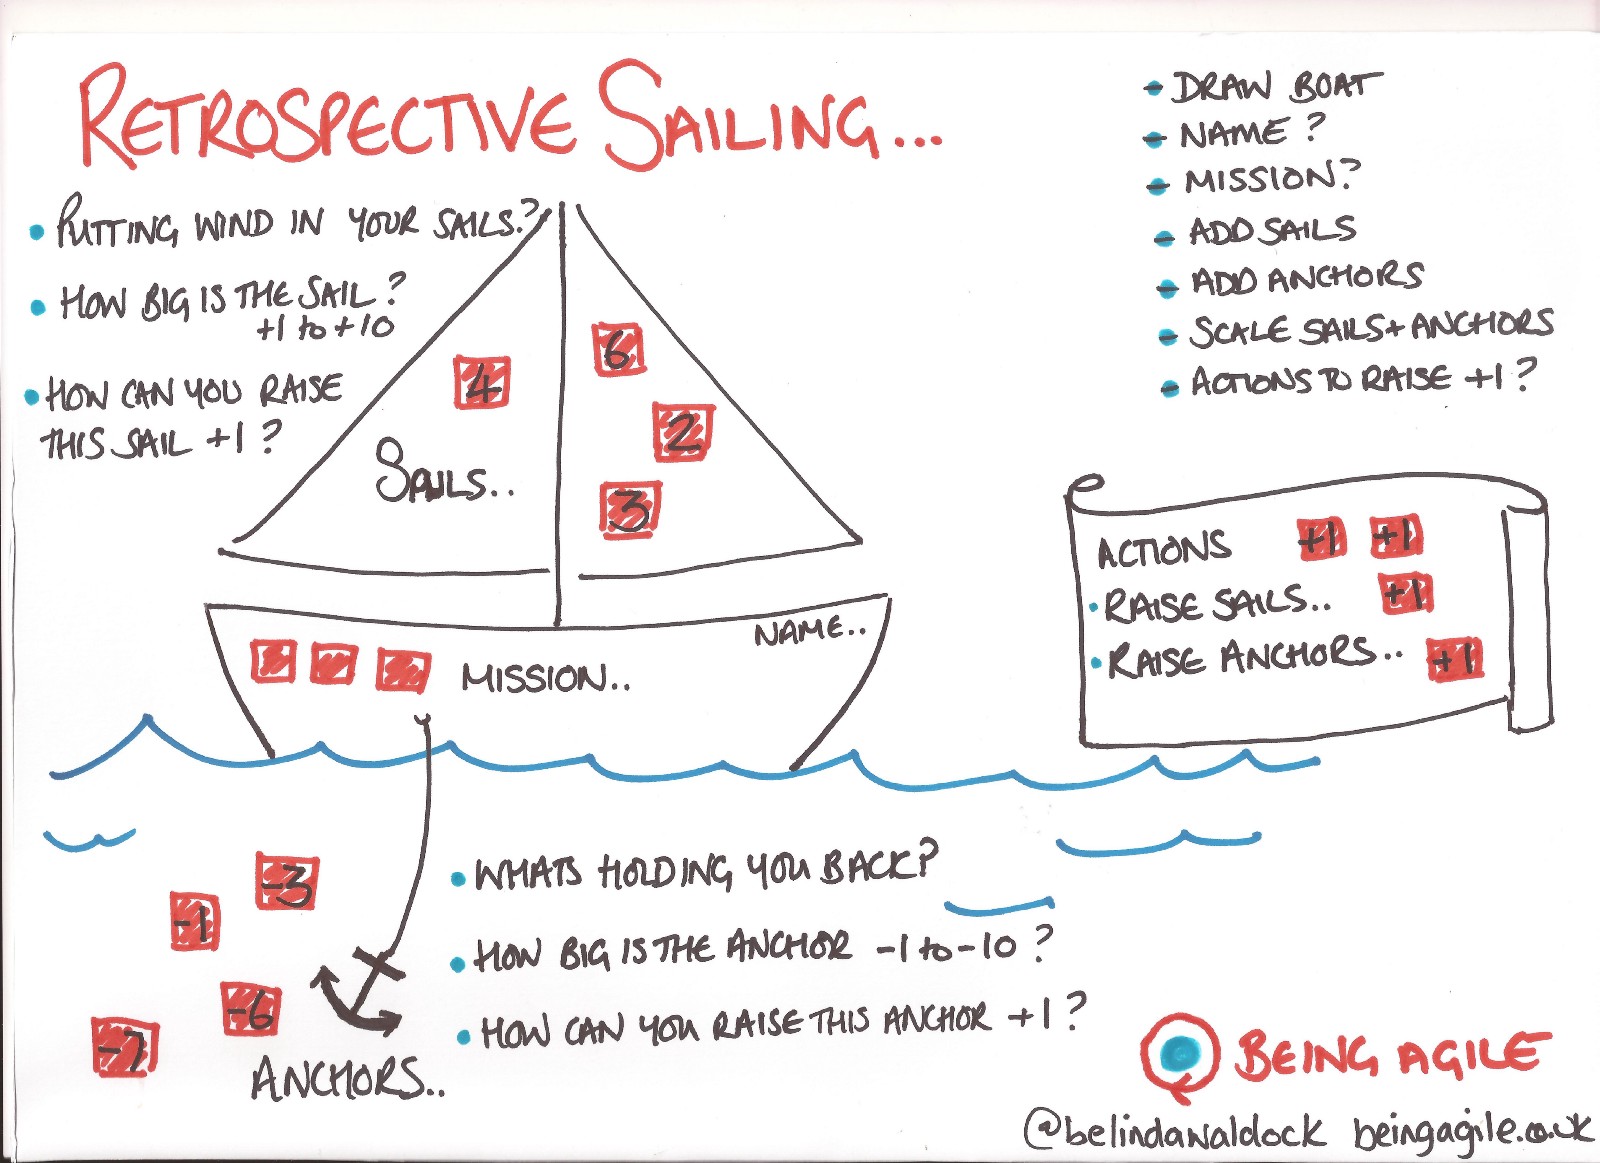 RETROSPECTIVE SAILING...
• PUTTING WIND IN YOUR SAILS?
• HOW BIG IS THE SAIL?
+1 to +10
• HOW CAN YOU RAISE
THIS SAIL +1?
- DRAW BOAT
- NAME?
- MISSION?
- ADD SAILS
- ADD ANCHORS
- SCALE SAILS + ANCHORS
- ACTIONS TO RAISE +1?
4
6
2
3
SAILS..
NAME..
MISSION..
ACTIONS +1 +1
• RAISE SAILS.. +1
• RAISE ANCHORS.. +1
-3
-1
-6
-7
ANCHORS..
• WHATS HOLDING YOU BACK?
• HOW BIG IS THE ANCHOR -1 to -10?
• HOW CAN YOU RAISE THIS ANCHOR +1?
BEING AGILE
@belindawaldock beingagile.co.uk